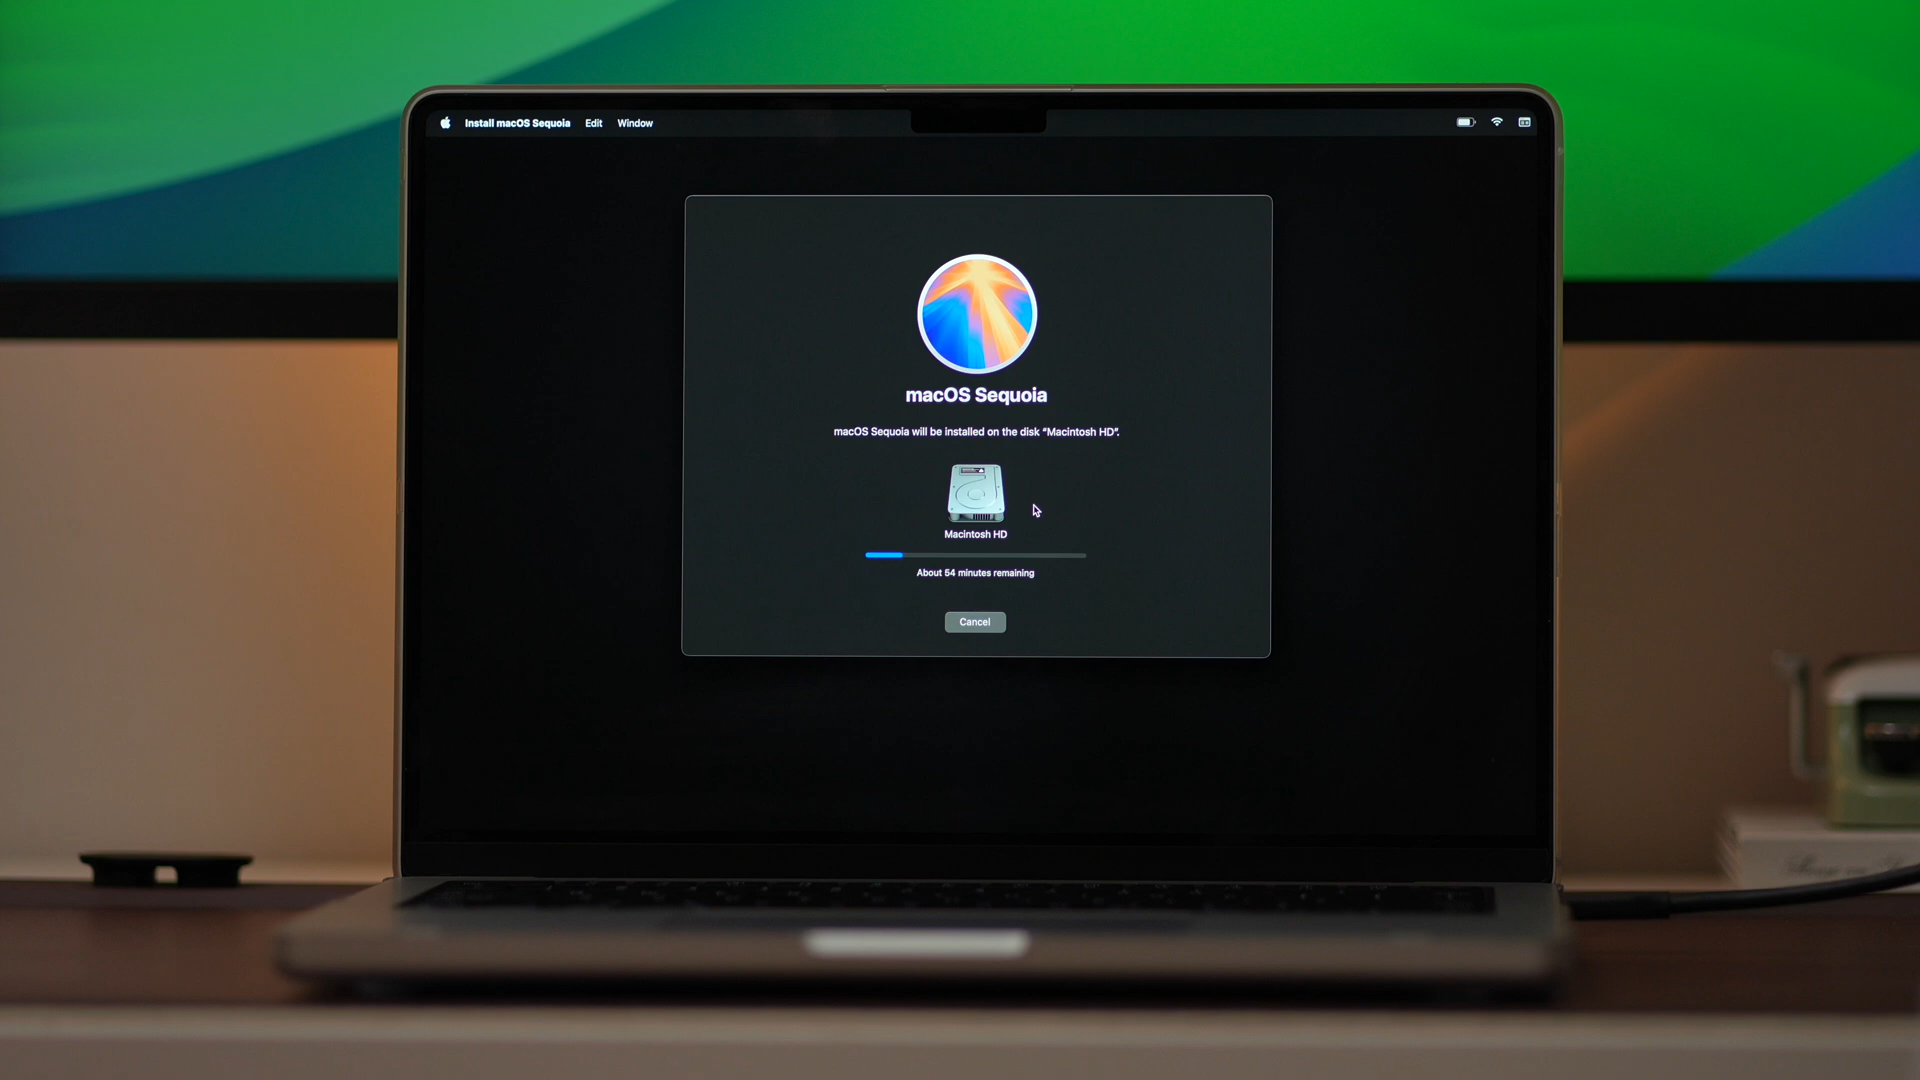 Install macOS Sequoia Edit Window
macOS Sequoia
macOS Sequoia will be installed on the disk “Macintosh HD”.
Macintosh HD
About 54 minutes remaining
Cancel